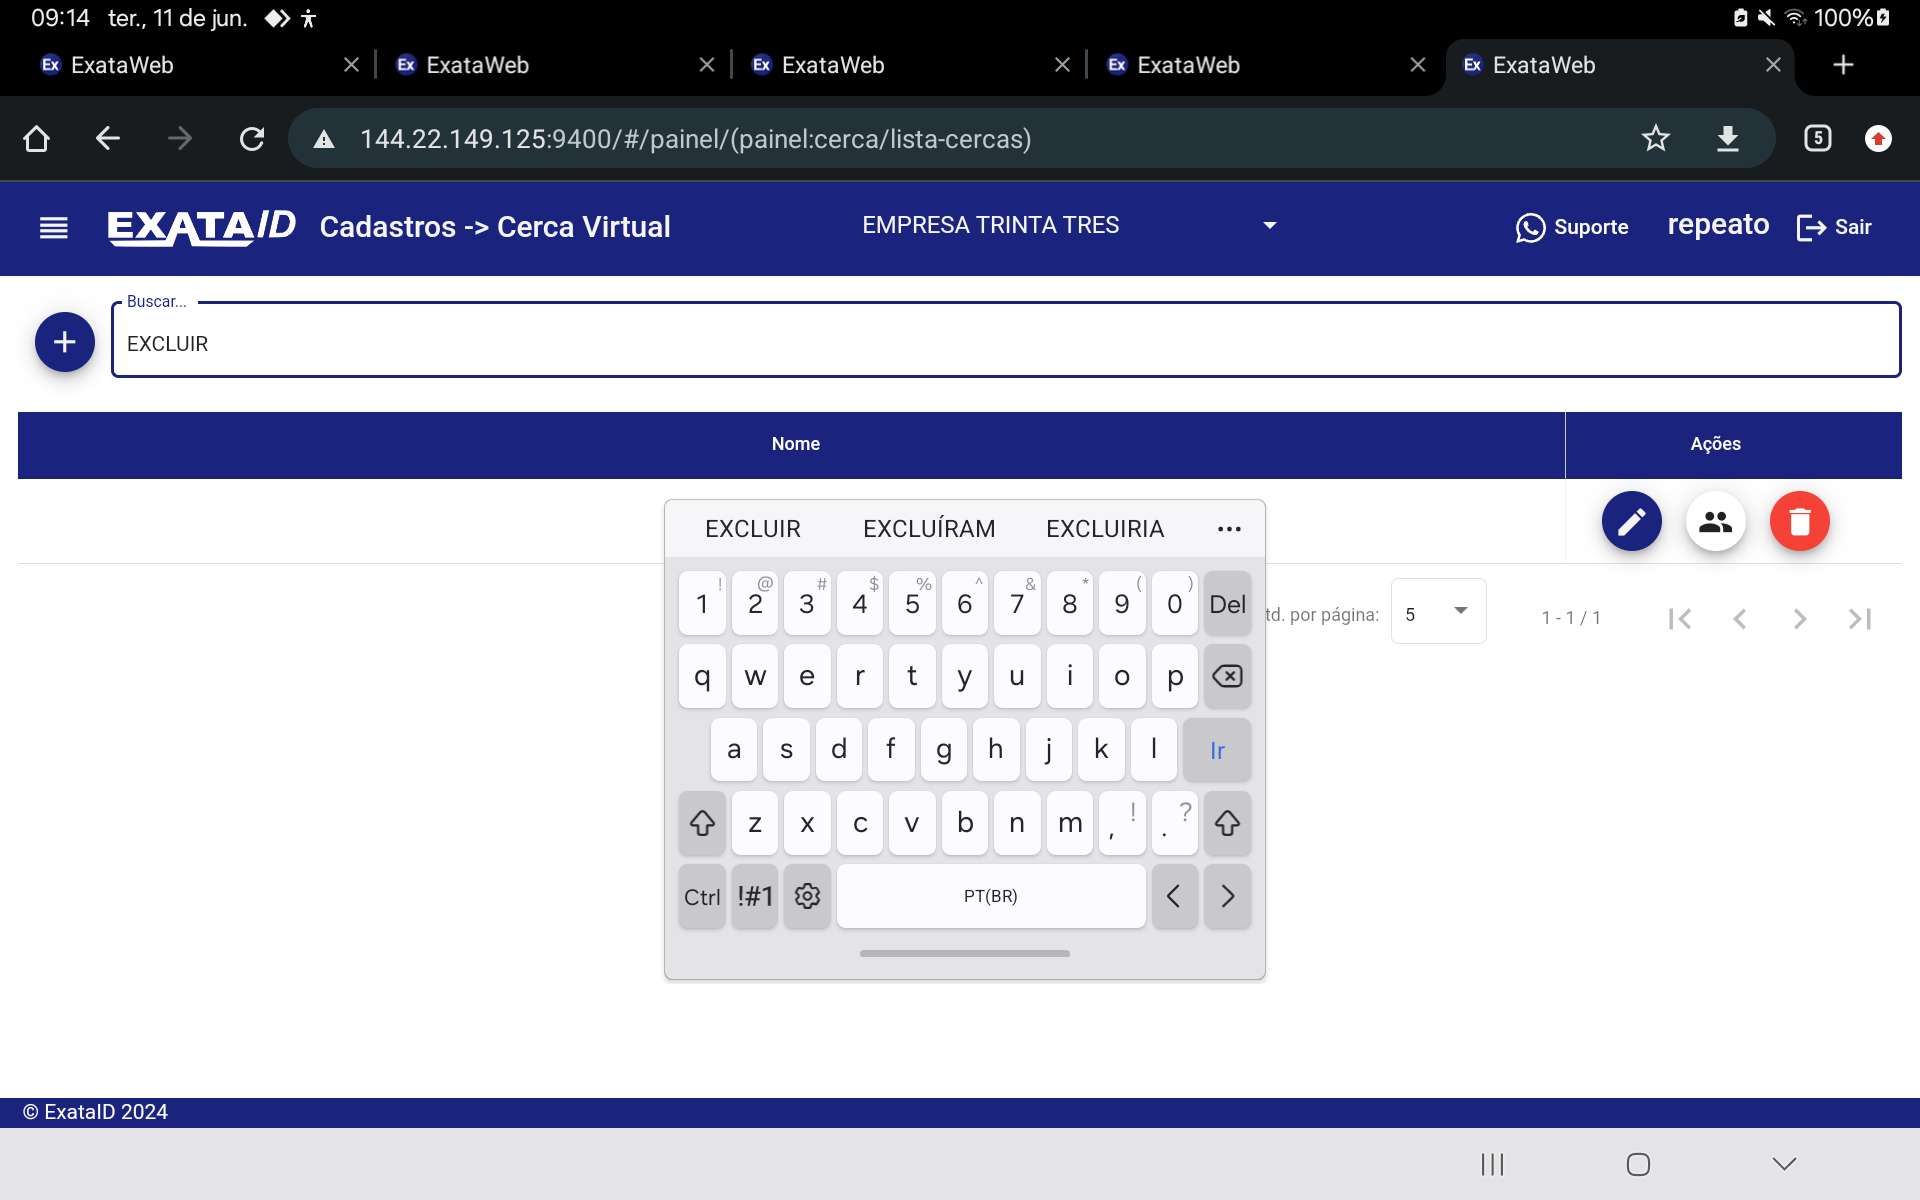 09:14 ter., 11 de jun. 100%
Ex ExataWeb Ex ExataWeb Ex ExataWeb Ex ExataWeb Ex ExataWeb
144.22.149.125:9400/#/painel/(painel:cerca/lista-cercas) 5
EXATA/D Cadastros -> Cerca Virtual EMPRESA TRINTA TRES Suporte repeato Sair
Buscar...
EXCLUIR
Nome Ações
EXCLUIR EXCLUÍRAM EXCLUIRIA ...
! @ # $ % ^ & * ( )
1 2 3 4 5 6 7 8 9 0 Del
td. por página: 5 1 - 1 / 1
q w e r t y u i o p
a s d f g h j k l Ir
z x c v b n m , ! . ?
Ctrl !#1 PT(BR) < >
© ExataID 2024